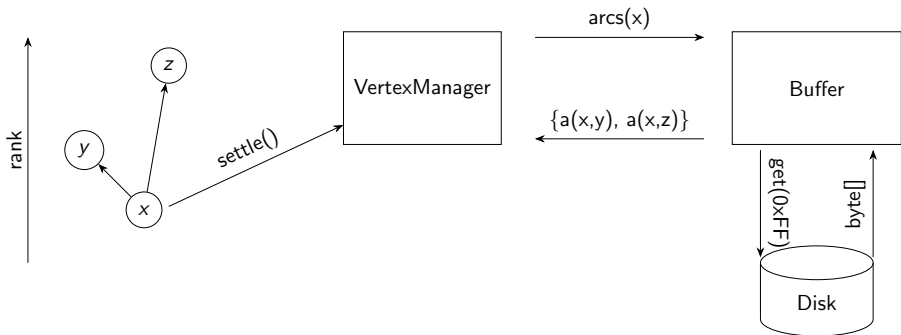 rank
z
y
x
settle()
VertexManager
arcs(x)
{a(x,y), a(x,z)}
Buffer
get(0xFF)
byte[]
Disk